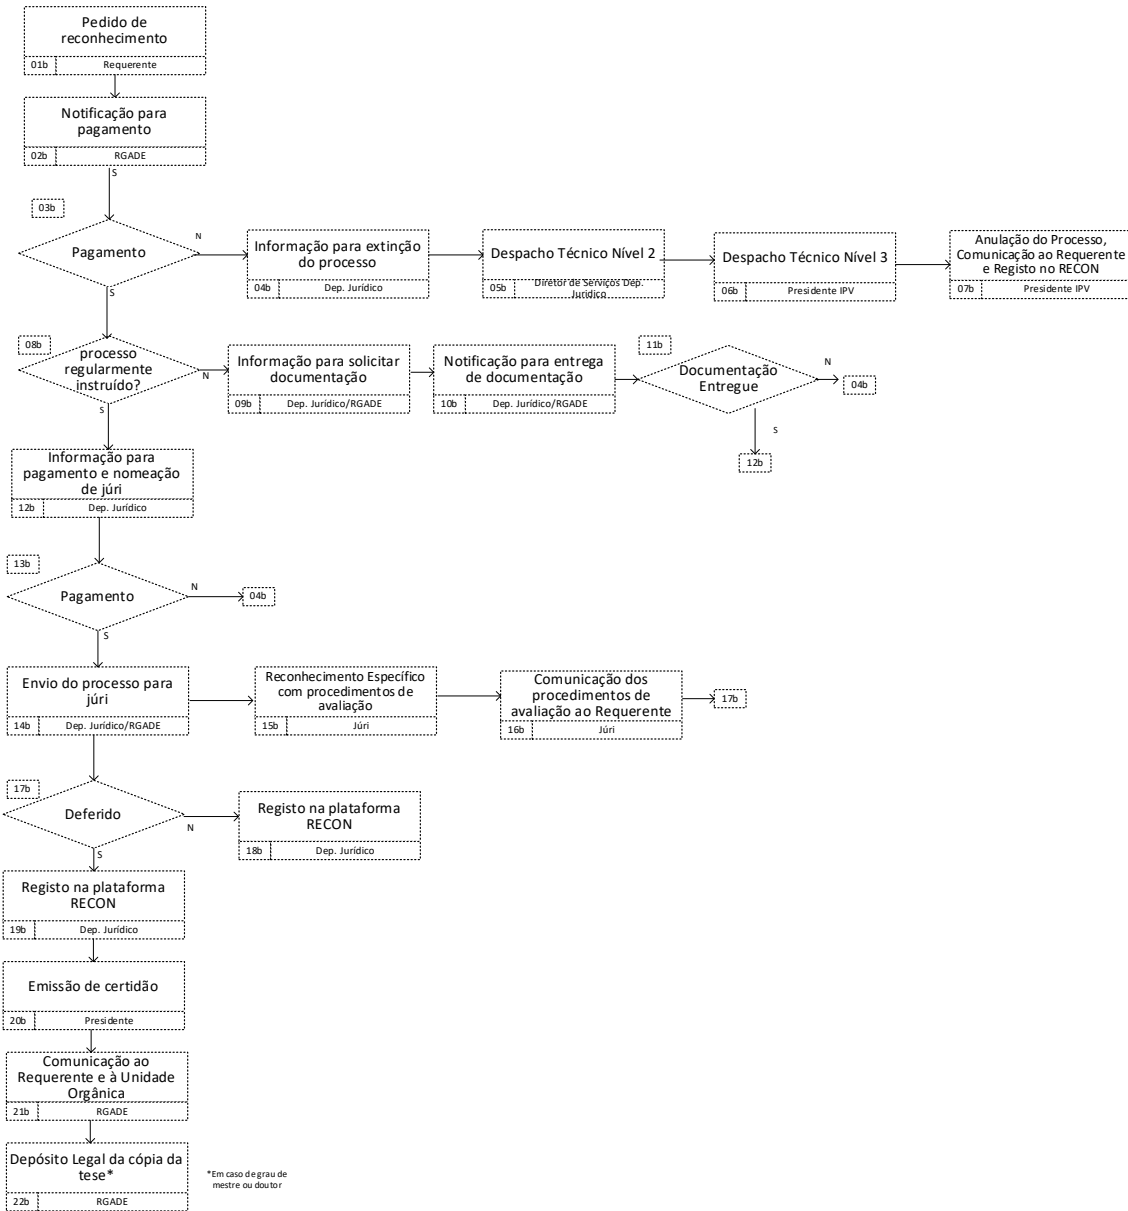 Pedido de
reconhecimento
01b
Requerente
Notificação para
pagamento
02b
RGADE
S
03b
Pagamento
N
Informação para extinção
do processo
04b
Dep. Jurídico
Despacho Técnico Nível 2
05b
Diretor de Serviços Dep.
Jurídico
Despacho Técnico Nível 3
06b
Presidente IPV
Anulação do Processo,
Comunicação ao Requerente
e Registo no RECON
07b
Presidente IPV
S
08b
processo
regularmente
instruído?
N
Informação para solicitar
documentação
09b
Dep. Jurídico/RGADE
Notificação para entrega
de documentação
10b
Dep. Jurídico/RGADE
11b
Documentação
Entregue
N
04b
S
12b
S
Informação para
pagamento e nomeação
de júri
12b
Dep. Jurídico
13b
Pagamento
N
04b
S
Envio do processo para
júri
14b
Dep. Jurídico/RGADE
Reconhecimento Específico
com procedimentos de
avaliação
15b
Júri
Comunicação dos
procedimentos de
avaliação ao Requerente
16b
Júri
17b
17b
Deferido
N
Registo na plataforma
RECON
18b
Dep. Jurídico
S
Registo na plataforma
RECON
19b
Dep. Jurídico
Emissão de certidão
20b
Presidente
Comunicação ao
Requerente e à Unidade
Orgânica
21b
RGADE
Depósito Legal da cópia da
tese*
22b
RGADE
*Em caso de grau de
mestre ou doutor